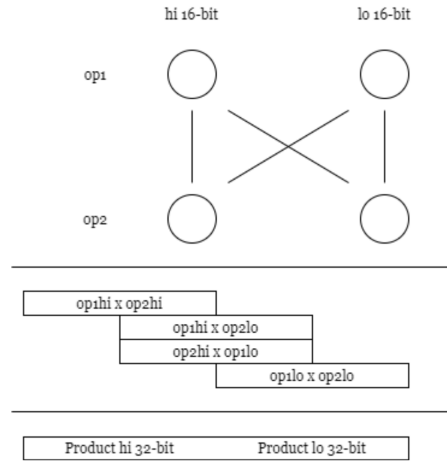 hi 16-bit lo 16-bit
op1
op2
op1hi x op2hi
op1hi x op2lo
op2hi x op1lo
op1lo x op2lo
Product hi 32-bit Product lo 32-bit